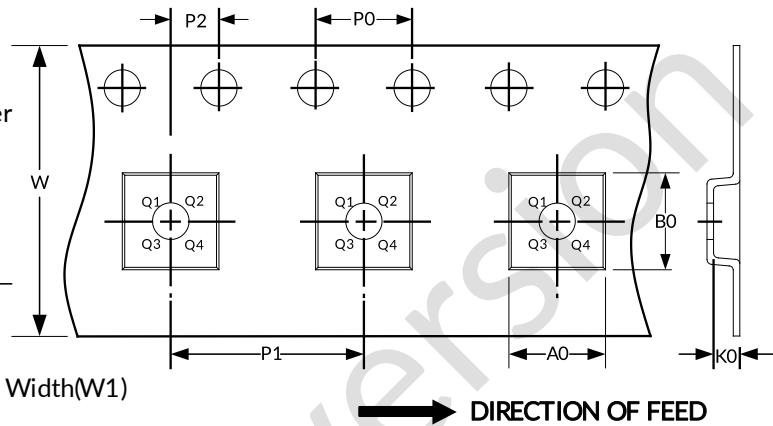 P2
P0
er
W
Q1 Q2
Q3 Q4
Q1 Q2
Q3 Q4
Q1 Q2
Q3 Q4
B0
P1
A0
K0
Width(W1)
DIRECTION OF FEED
version